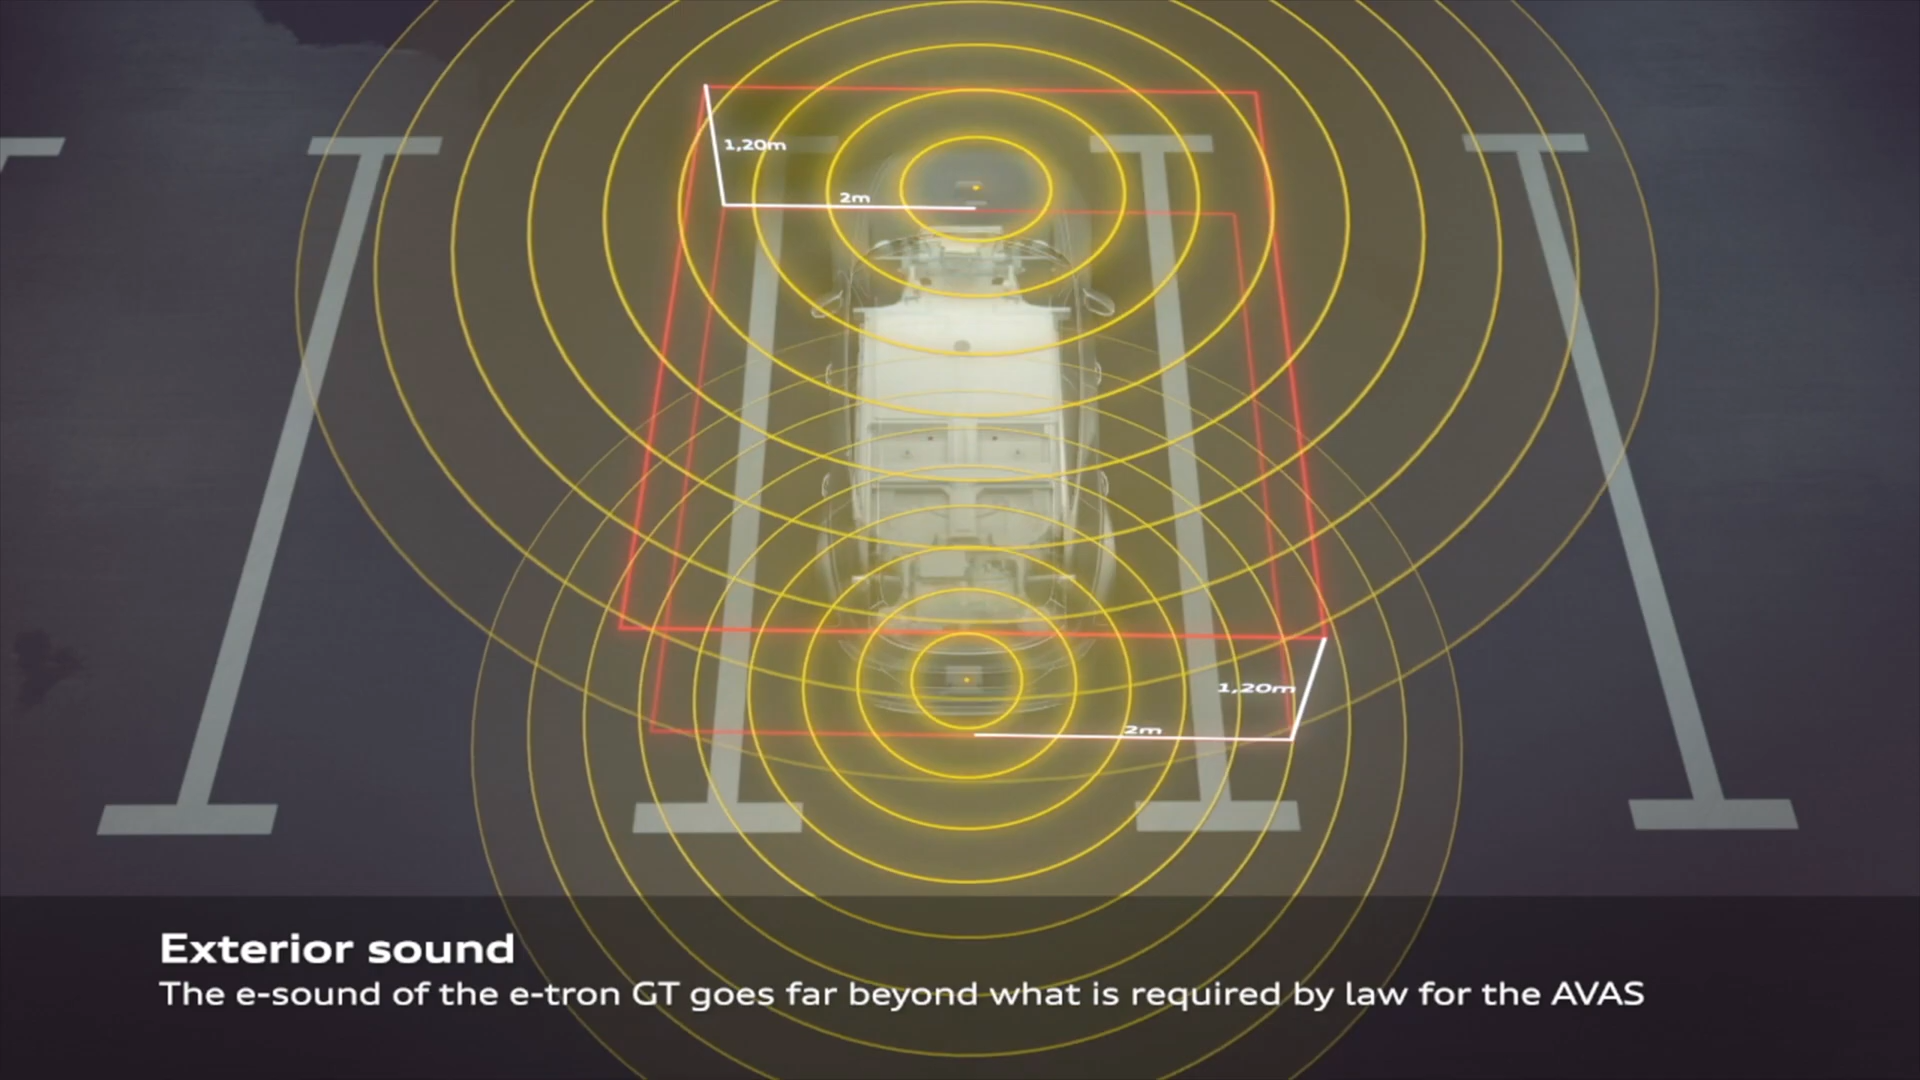 1,20m
2m
1,20m
2m
Exterior sound
The e-sound of the e-tron GT goes far beyond what is required by law for the AVAS